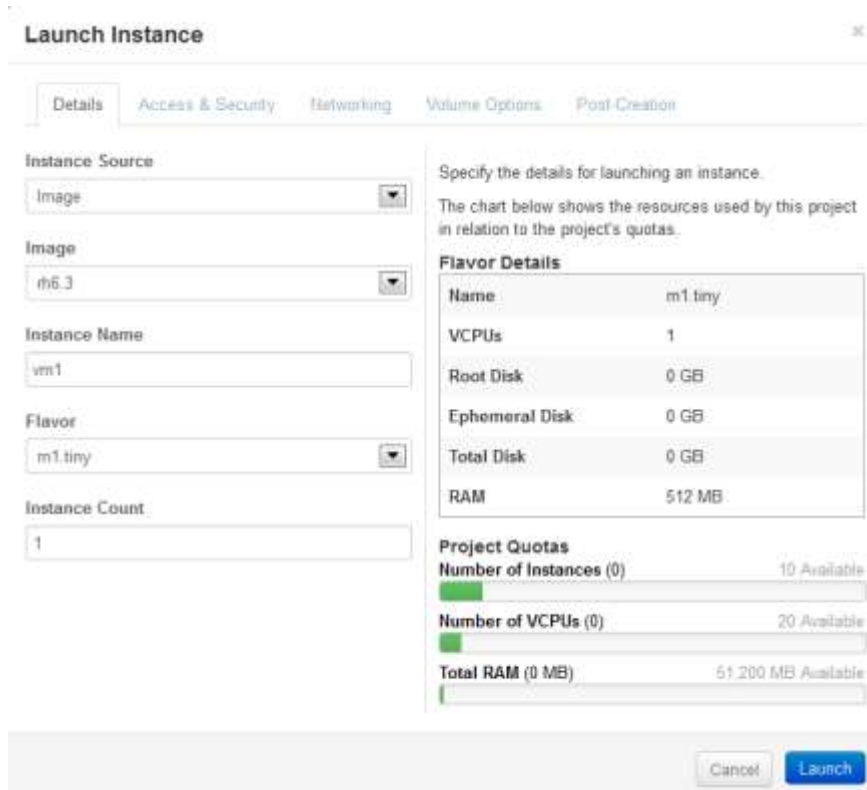 Launch Instance
×
Details Access & Security Networking Volume Options Post-Creation
Instance Source
Image
Image
rh6.3
Instance Name
vm1
Flavor
m1.tiny
Instance Count
1
Specify the details for launching an instance.
The chart below shows the resources used by this project
in relation to the project's quotas.
Flavor Details
Name m1.tiny
VCPUs 1
Root Disk 0 GB
Ephemeral Disk 0 GB
Total Disk 0 GB
RAM 512 MB
Project Quotas
Number of Instances (0) 10 Available
Number of VCPUs (0) 20 Available
Total RAM (0 MB) 51,200 MB Available
Cancel Launch